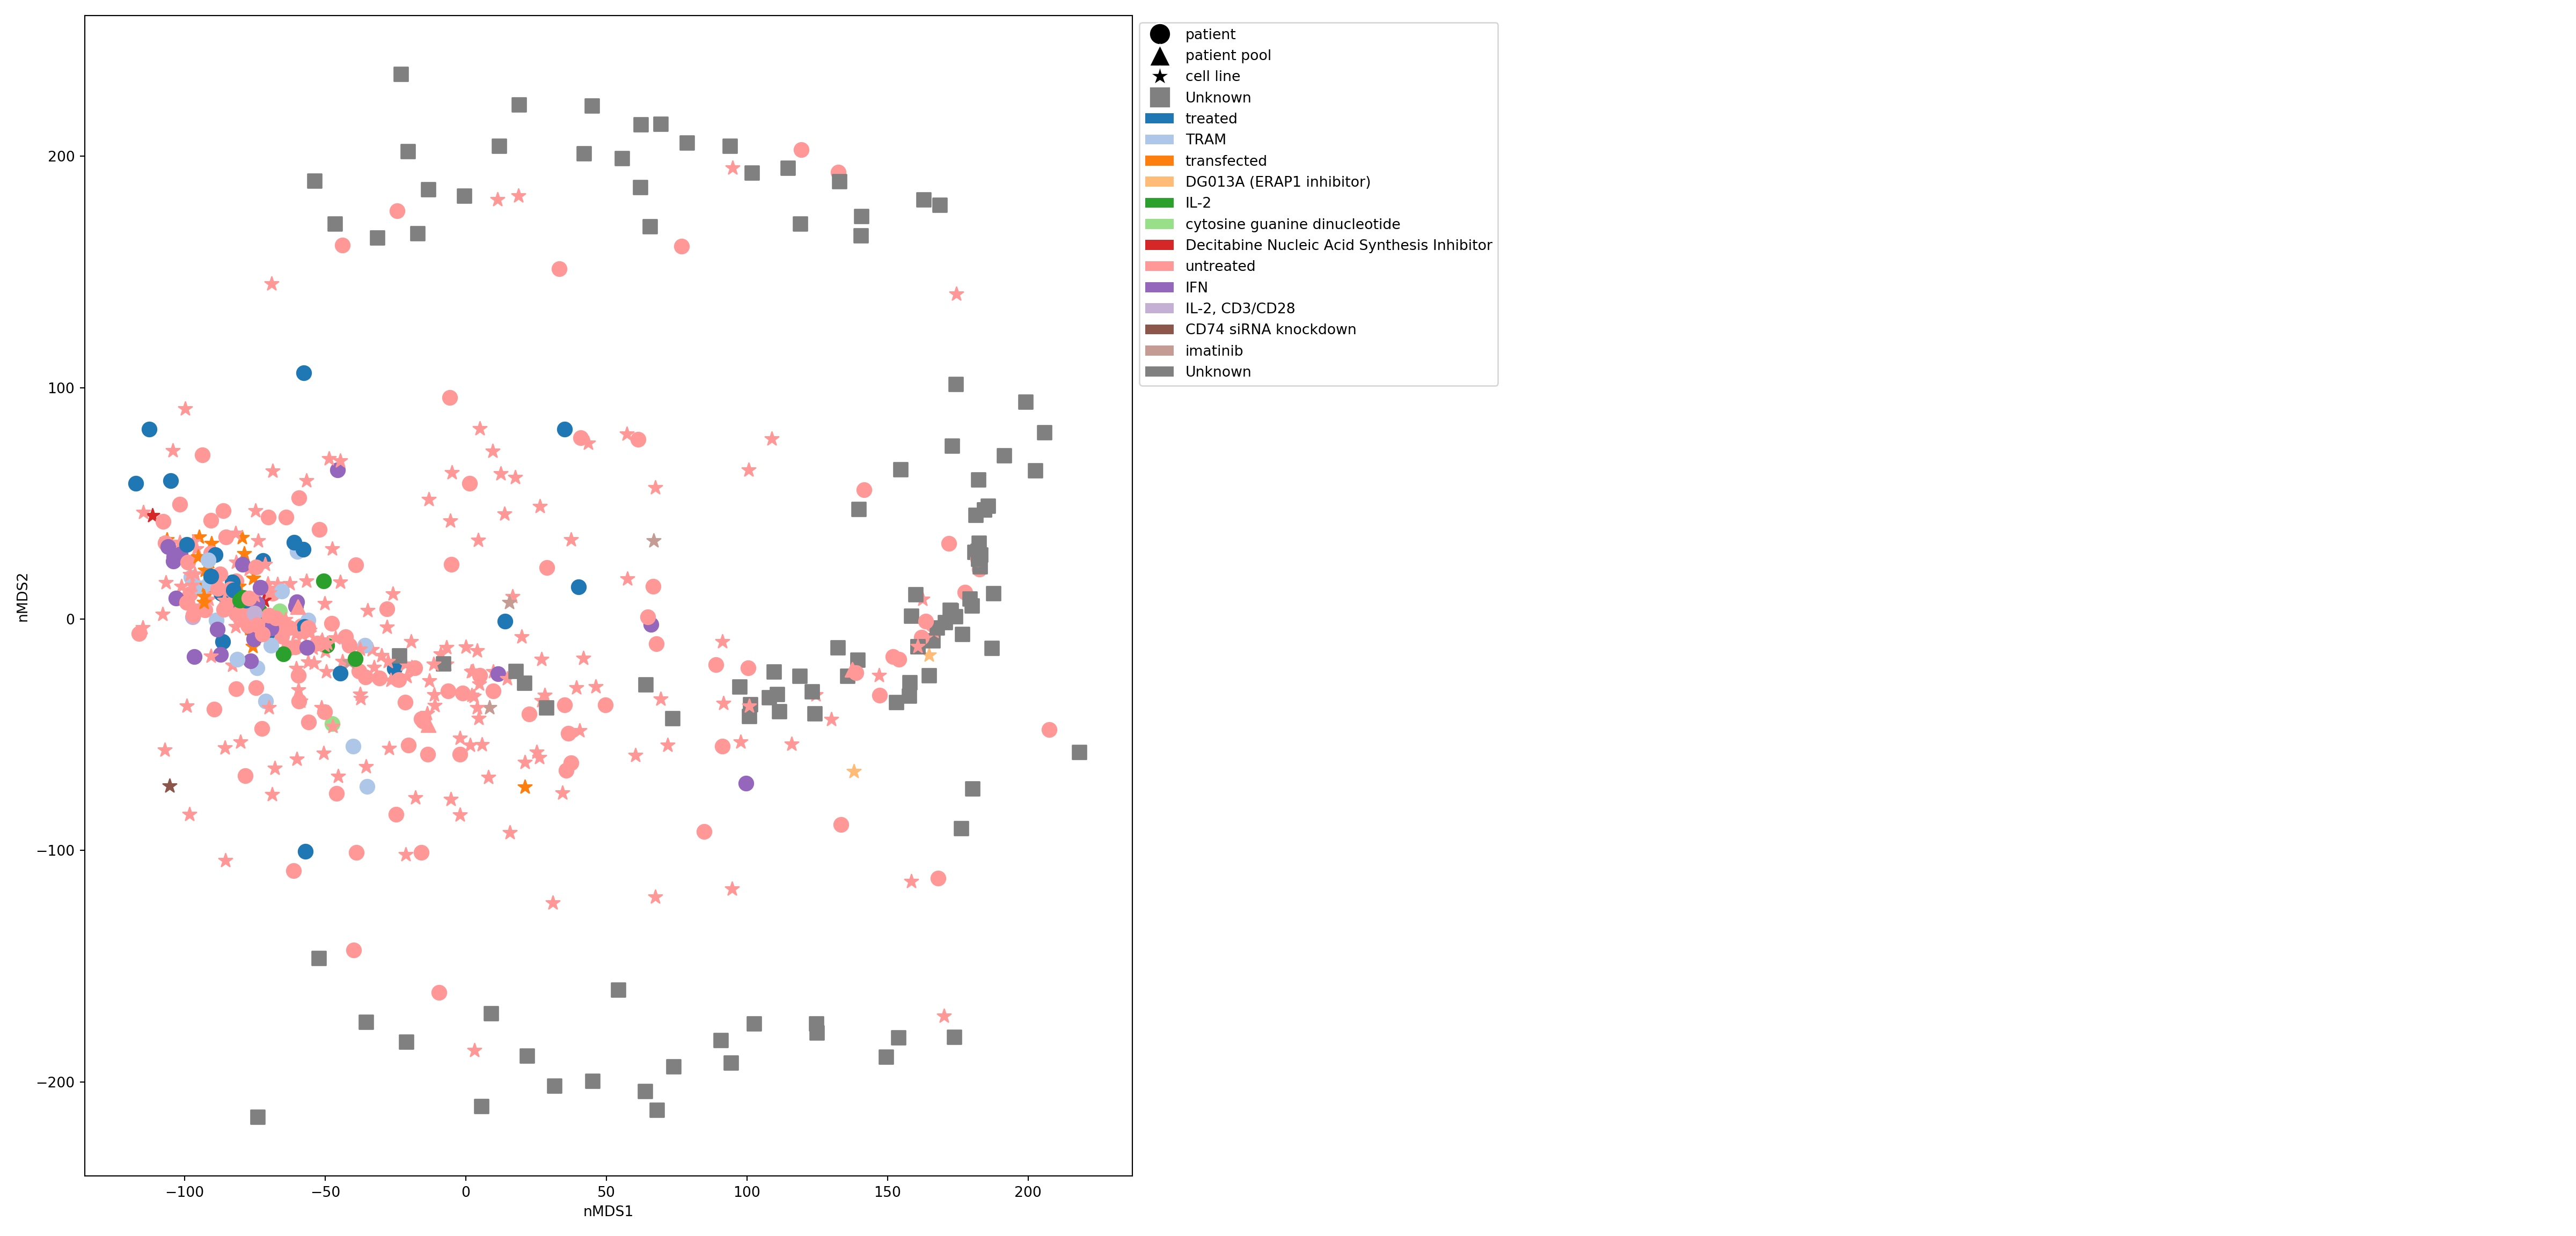 patient
patient pool
cell line
Unknown
treated
TRAM
transfected
DG013A (ERAP1 inhibitor)
IL-2
cytosine guanine dinucleotide
Decitabine Nucleic Acid Synthesis Inhibitor
untreated
IFN
IL-2, CD3/CD28
CD74 siRNA knockdown
imatinib
Unknown
200
100
0
−100
−200
nMDS2
−100 −50 0 50 100 150 200
nMDS1